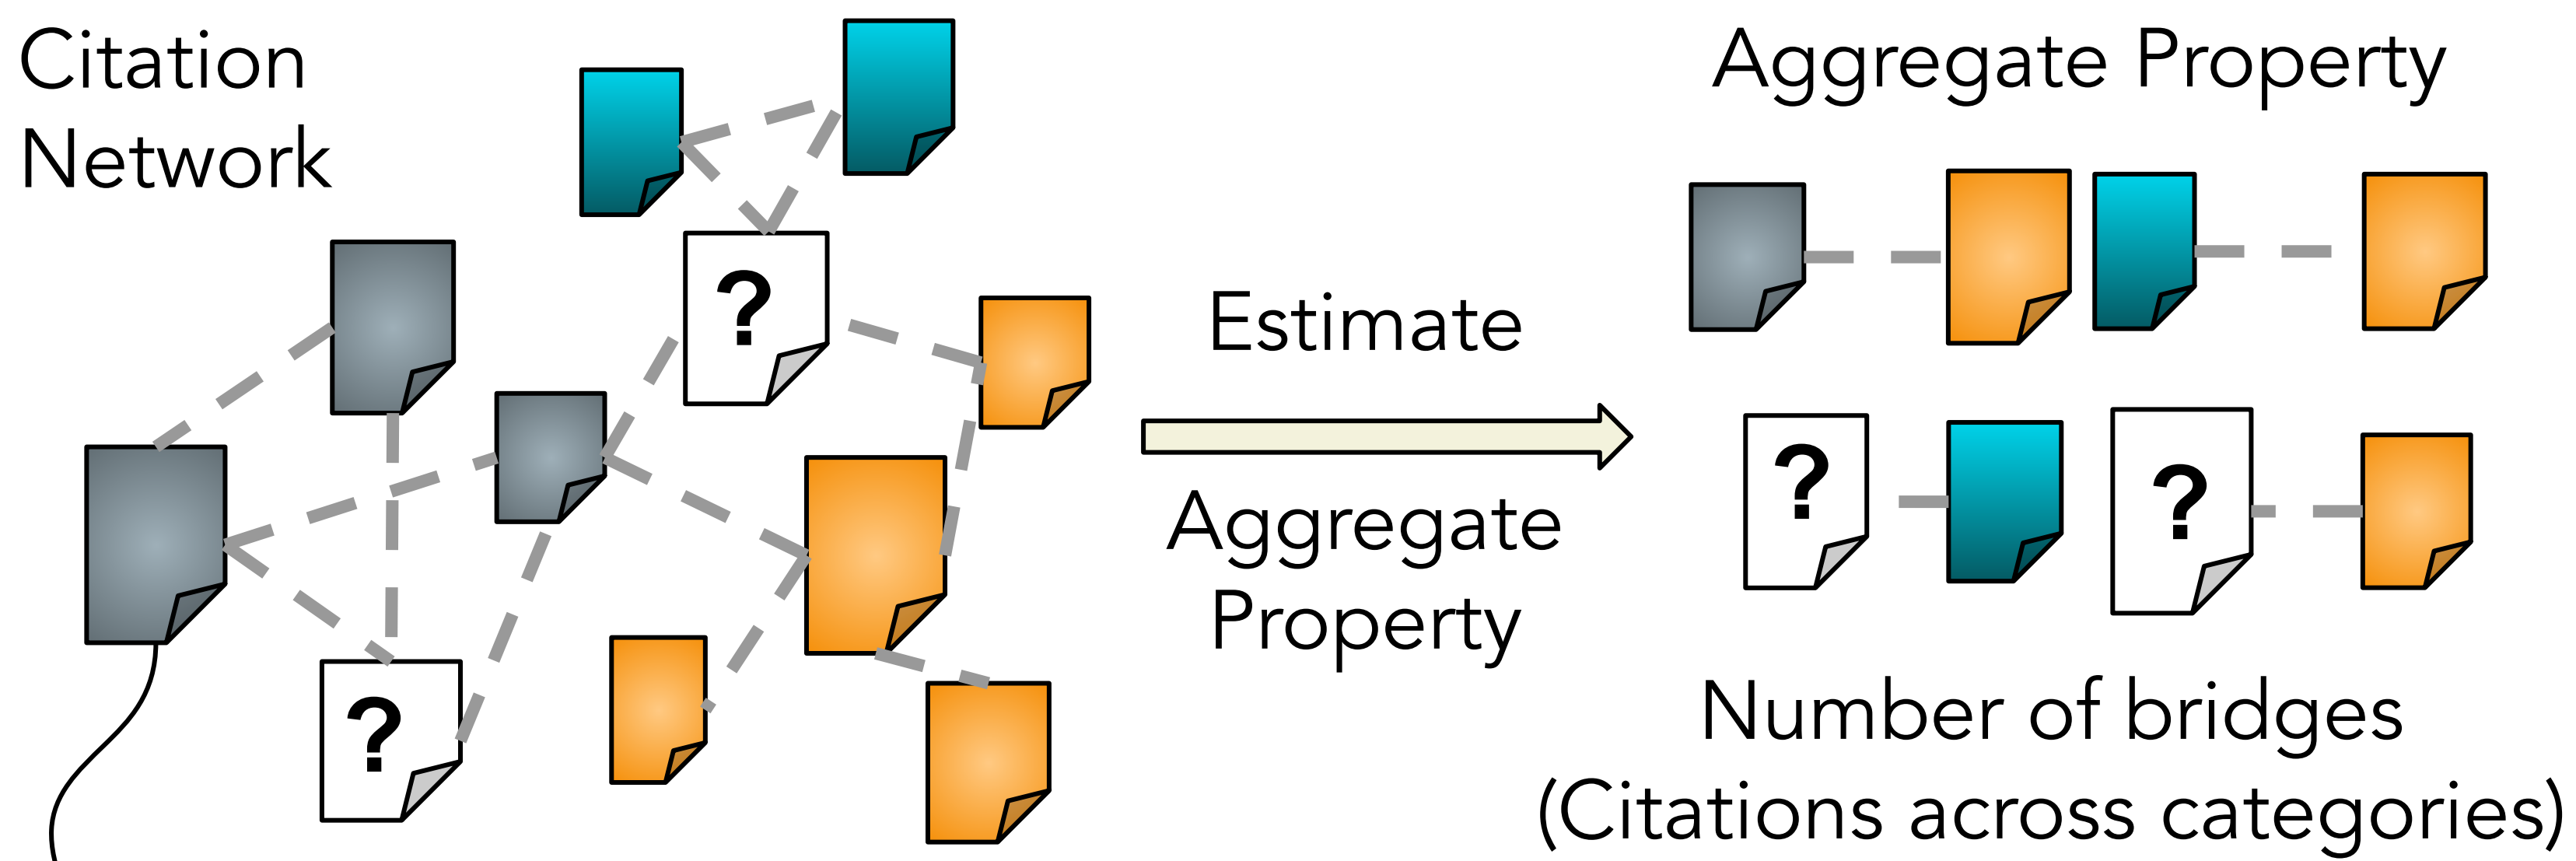 Citation
Network
?
?
Estimate
Aggregate
Property
Aggregate Property
?
?
Number of bridges
(Citations across categories)